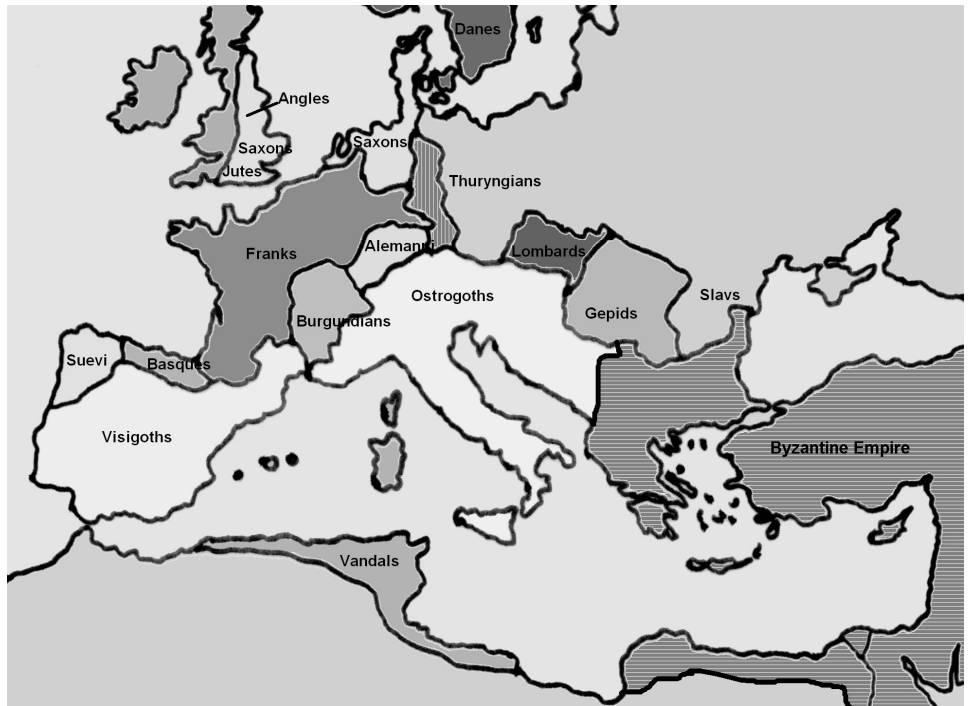 Danes
Angles
Saxons
Saxons
Jutes
Thuryngians
Franks
Alemanni
Lombards
Ostrogoths
Slavs
Gepids
Burgundians
Suevi
Basques
Visigoths
Byzantine Empire
Vandals